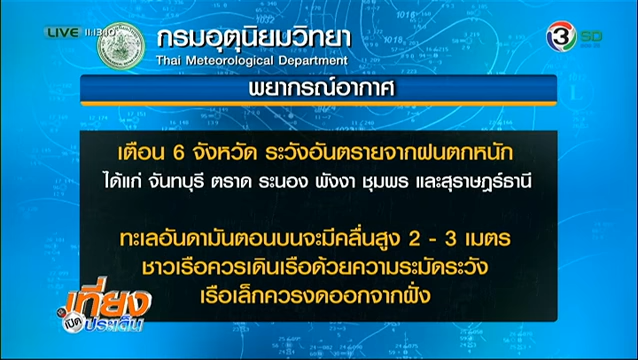 LIVE 11:13:10
กรมอุตุนิยมวิทยา
Thai Meteorological Department
3 SD
พยากรณ์อากาศ
เตือน 6 จังหวัด ระวังอันตรายจากฝนตกหนัก
ได้แก่ จันทบุรี ตราด ระนอง พังงา ชุมพร และสุราษฎร์ธานี
ทะเลอันดามันตอนบนจะมีคลื่นสูง 2 - 3 เมตร
ชาวเรือควรเดินเรือด้วยความระมัดระวัง
เรือเล็กควรงดออกจากฝั่ง
เที่ยง
เปิด
ประเด็น